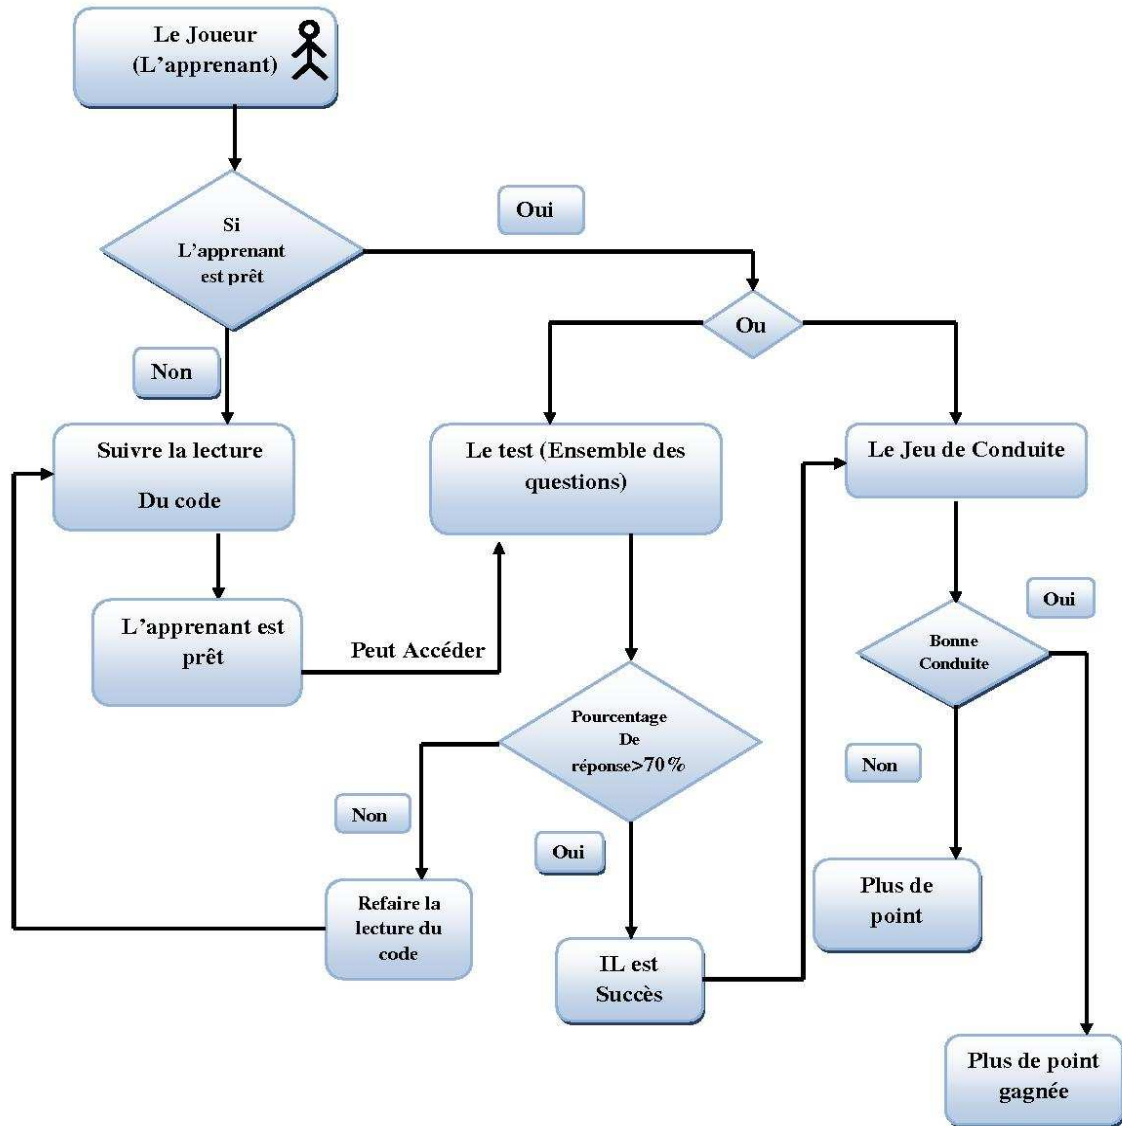 Le Joueur
(L'apprenant)
Si
L'apprenant
est prêt
Oui
Ou
Non
Suivre la lecture
Du code
Le test (Ensemble des
questions)
Le Jeu de Conduite
L'apprenant est
prêt
Peut Accéder
Oui
Bonne
Conduite
Pourcentage
De
réponse>70%
Non
Non
Oui
Refaire la
lecture du
code
Plus de
point
IL est
Succès
Plus de point
gagnée